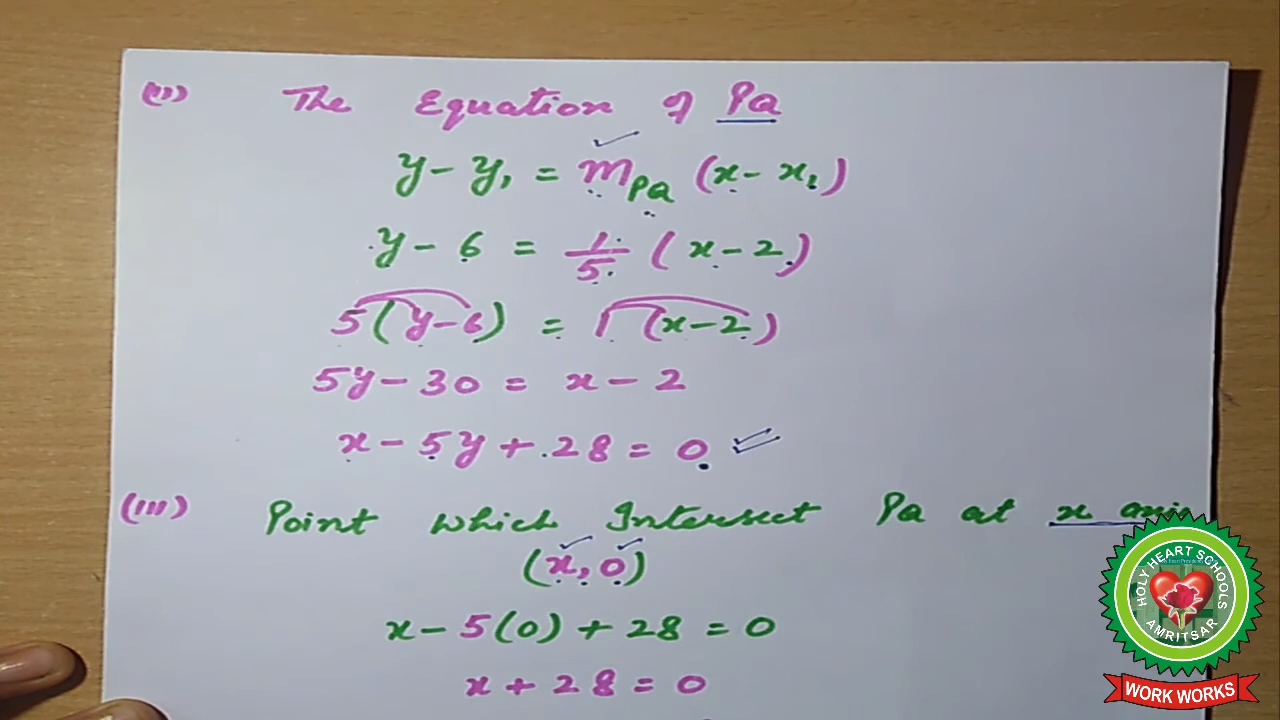 (ii) The Equation of PQ
y - y₁ = m_PQ (x - x₁)
y - 6 = 1/5 (x - 2)
5(y - 6) = 1(x - 2)
5y - 30 = x - 2
x - 5y + 28 = 0
(iii) Point which Intersect PQ at x axis
(x, 0)
x - 5(0) + 28 = 0
x + 28 = 0
HOLY HEART SCHOOLS
AMRITSAR
WORK WORKS